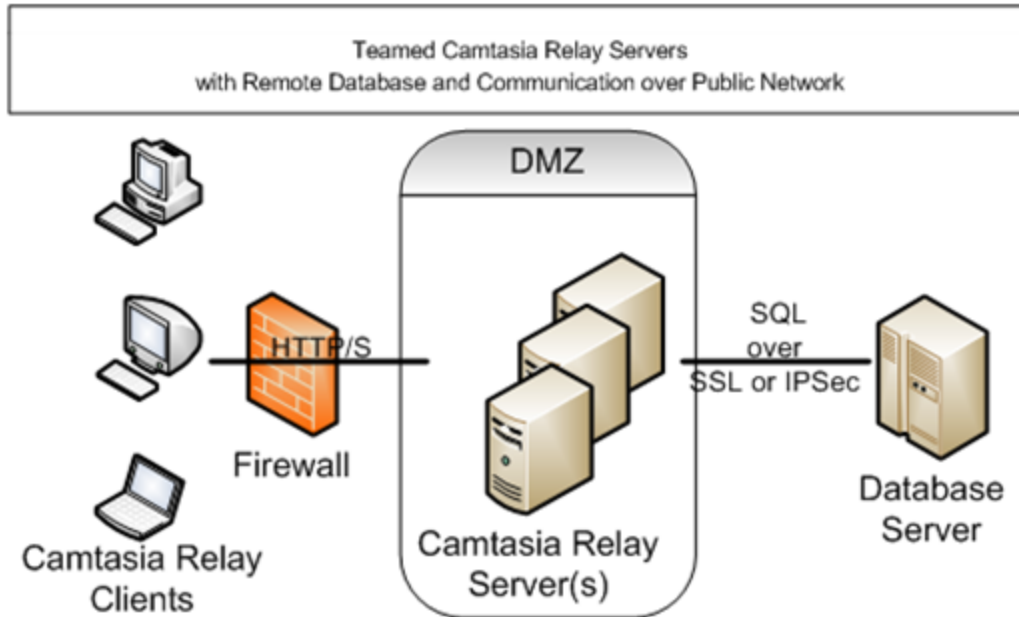 Teamed Camtasia Relay Servers
with Remote Database and Communication over Public Network
DMZ
HTTP/S
Firewall
SQL
over
SSL or IPSec
Camtasia Relay
Clients
Camtasia Relay
Server(s)
Database
Server